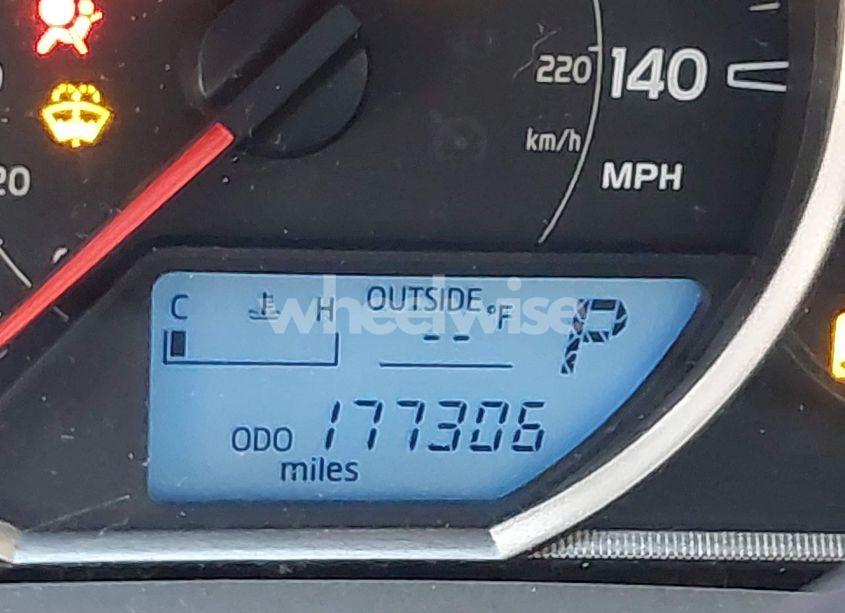 220 140
km/h
MPH
20
C H OUTSIDE °F P
--
ODO 177306
miles
wheelwise